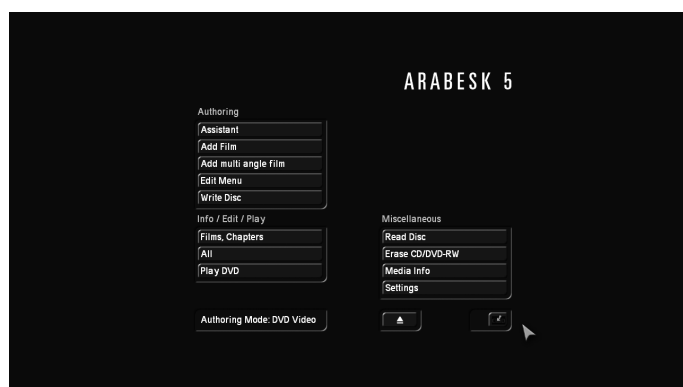 ARABESK 5
Authoring
Assistant
Add Film
Add multi angle film
Edit Menu
Write Disc
Info / Edit / Play
Films, Chapters
All
Play DVD
Miscellaneous
Read Disc
Erase CD/DVD-RW
Media Info
Settings
Authoring Mode: DVD Video